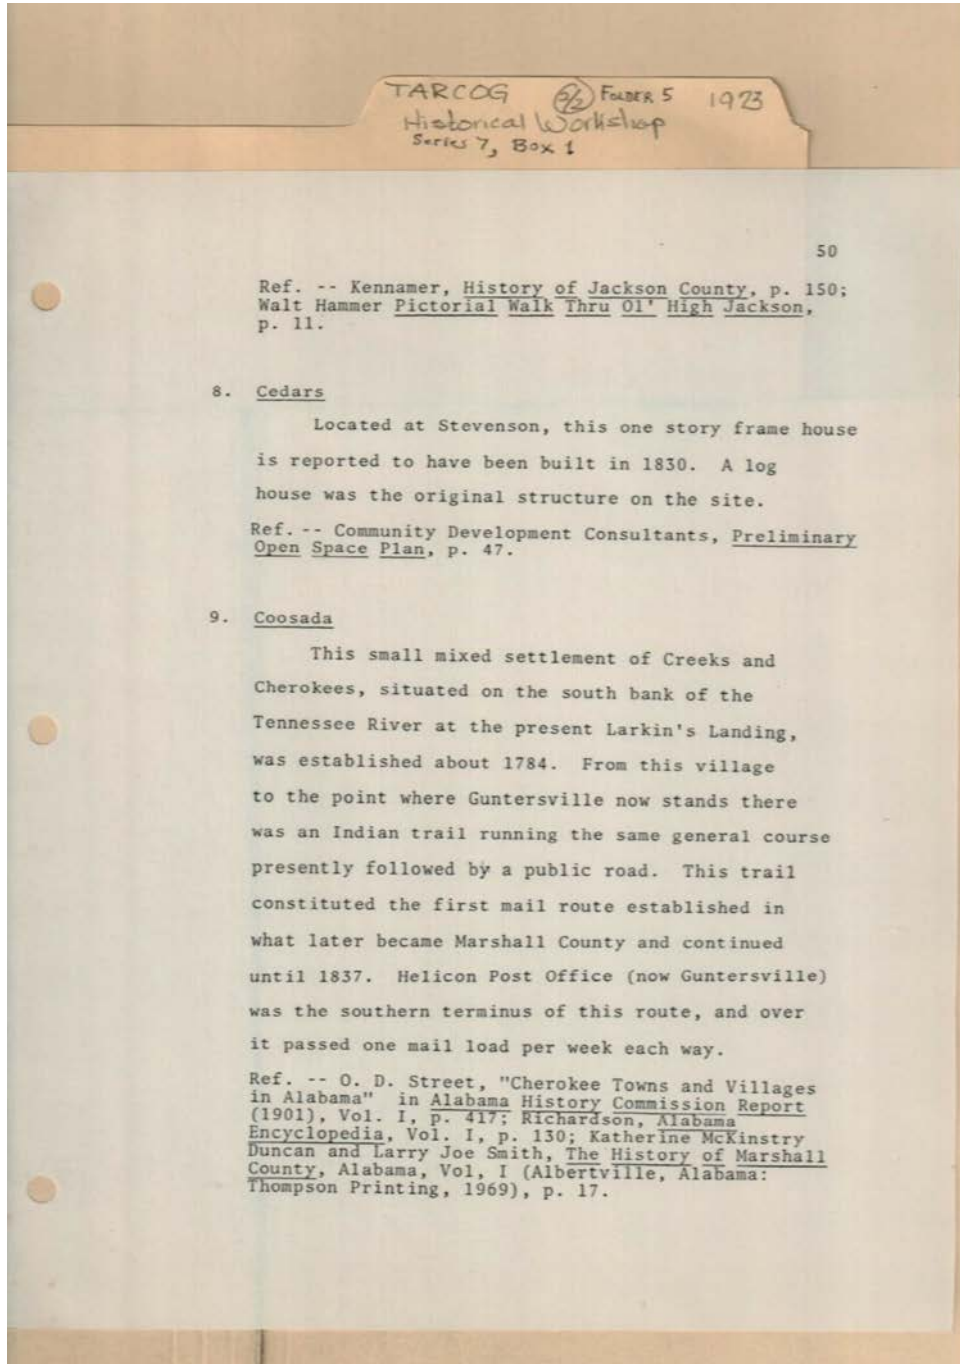 TARCOG 2/2 FOLDER 5 1973
Historical Workshop
Series 7, Box 1
50
Ref. -- Kennamer, History of Jackson County, p. 150;
Walt Hammer Pictorial Walk Thru Ol' High Jackson,
p. 11.
8. Cedars
Located at Stevenson, this one story frame house
is reported to have been built in 1830. A log
house was the original structure on the site.
Ref. -- Community Development Consultants, Preliminary
Open Space Plan, p. 47.
9. Coosada
This small mixed settlement of Creeks and
Cherokees, situated on the south bank of the
Tennessee River at the present Larkin's Landing,
was established about 1784. From this village
to the point where Guntersville now stands there
was an Indian trail running the same general course
presently followed by a public road. This trail
constituted the first mail route established in
what later became Marshall County and continued
until 1837. Helicon Post Office (now Guntersville)
was the southern terminus of this route, and over
it passed one mail load per week each way.
Ref. -- O. D. Street, "Cherokee Towns and Villages
in Alabama" in Alabama History Commission Report
(1901), Vol. I, p. 417; Richardson, Alabama
Encyclopedia, Vol. I, p. 130; Katherine McKinstry
Duncan and Larry Joe Smith, The History of Marshall
County, Alabama, Vol, I (Albertville, Alabama:
Thompson Printing, 1969), p. 17.